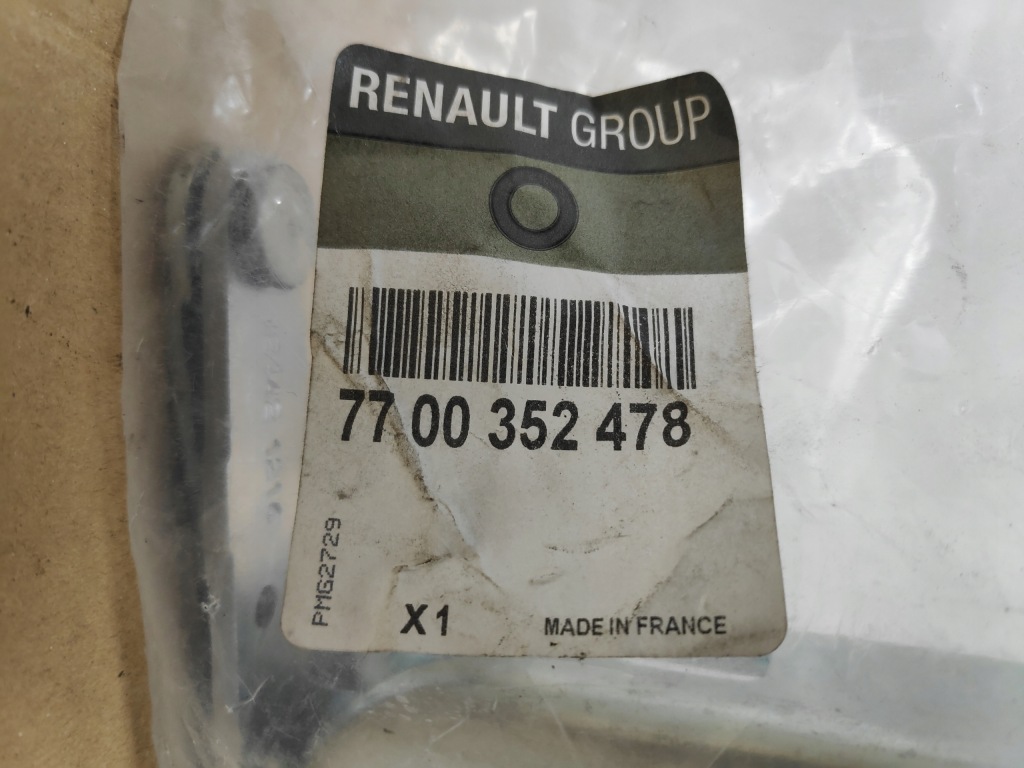 RENAULT GROUP
77 00 352 478
PMG2729
X1
MADE IN FRANCE